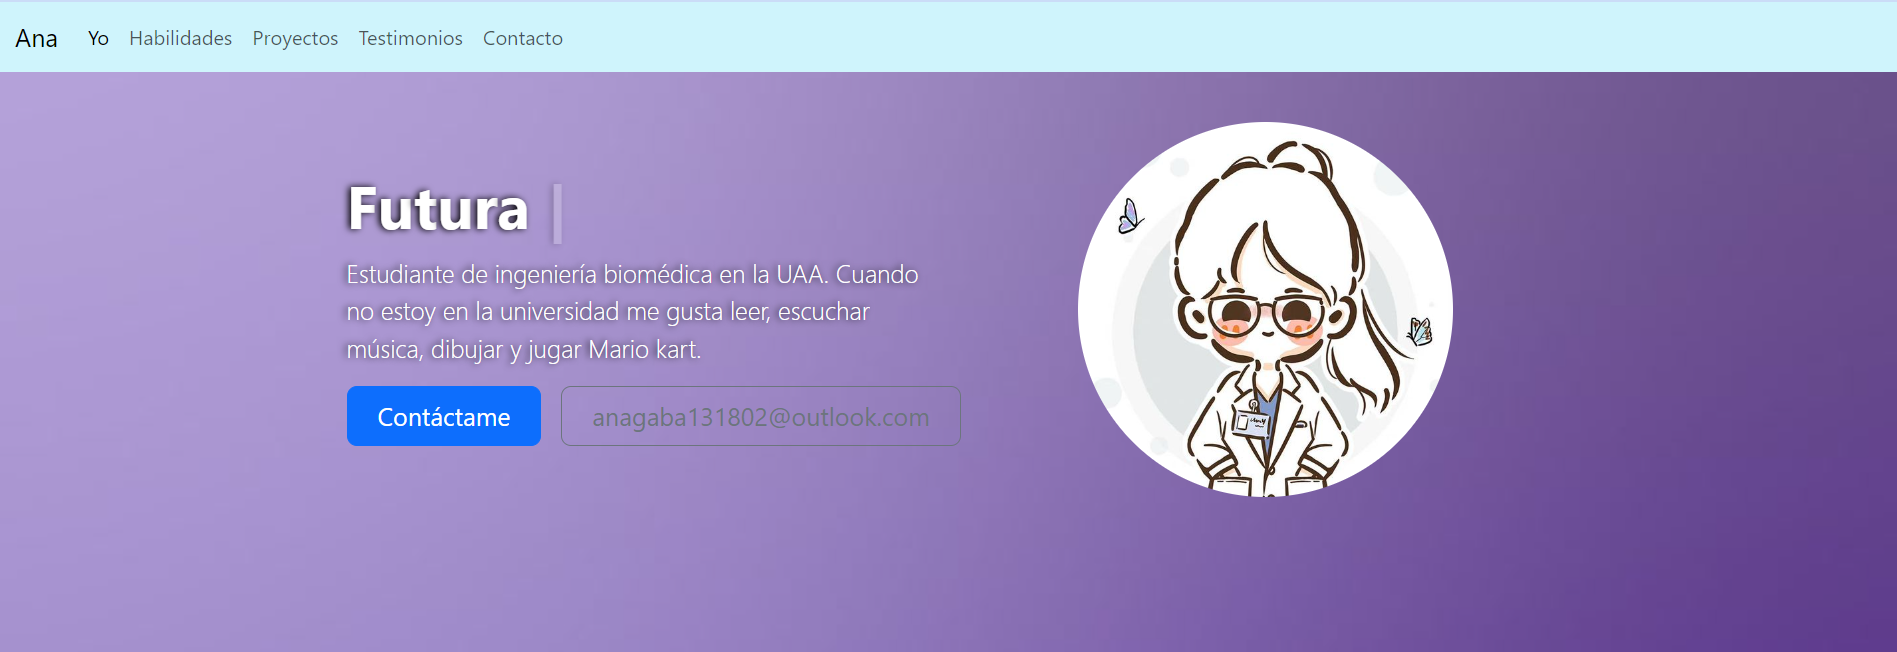 Ana Yo Habilidades Proyectos Testimonios Contacto
Futura
Estudiante de ingeniería biomédica en la UAA. Cuando
no estoy en la universidad me gusta leer, escuchar
música, dibujar y jugar Mario kart.
Contáctame anagaba131802@outlook.com